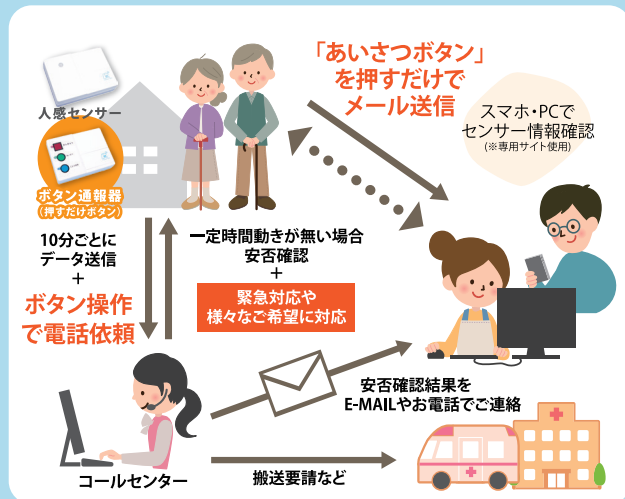 「あいさつボタン」
を押すだけで
メール送信
スマホ・PCで
センサー情報確認
(※専用サイト使用)
人感センサー
ボタン通報器
(押すだけボタン)
10分ごとに
データ送信
+
ボタン操作
で電話依頼
一定時間動きが無い場合
安否確認
+
緊急対応や
様々なご希望に対応
安否確認結果を
E-MAILやお電話でご連絡
コールセンター
搬送要請など